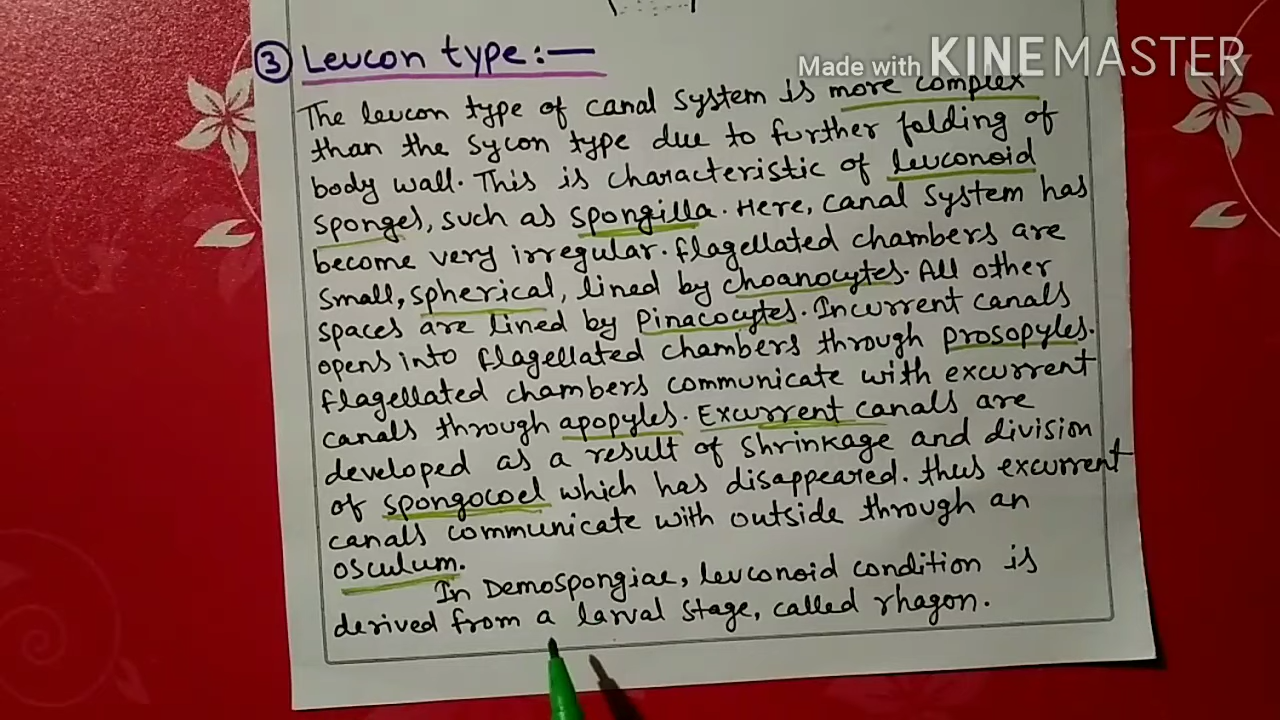 Made with KINEMASTER
③ Leucon type:—
The leucon type of canal system is more complex
than the sycon type due to further folding of
body wall. This is characteristic of leuconoid
sponges, such as spongilla. Here, canal system has
become very irregular. flagellated chambers are
small, spherical, lined by choanocytes. All other
spaces are lined by Pinacocytes. Incurrent canals
opens into flagellated chambers through prosopyles.
flagellated chambers communicate with excurrent
canals through apopyles. Excurrent canals are
developed as a result of shrinkage and division
of spongocoel which has disappeared. thus excurrent
canals communicate with outside through an
osculum.
In Demospongiae, leuconoid condition is
derived from a larval stage, called rhagon.